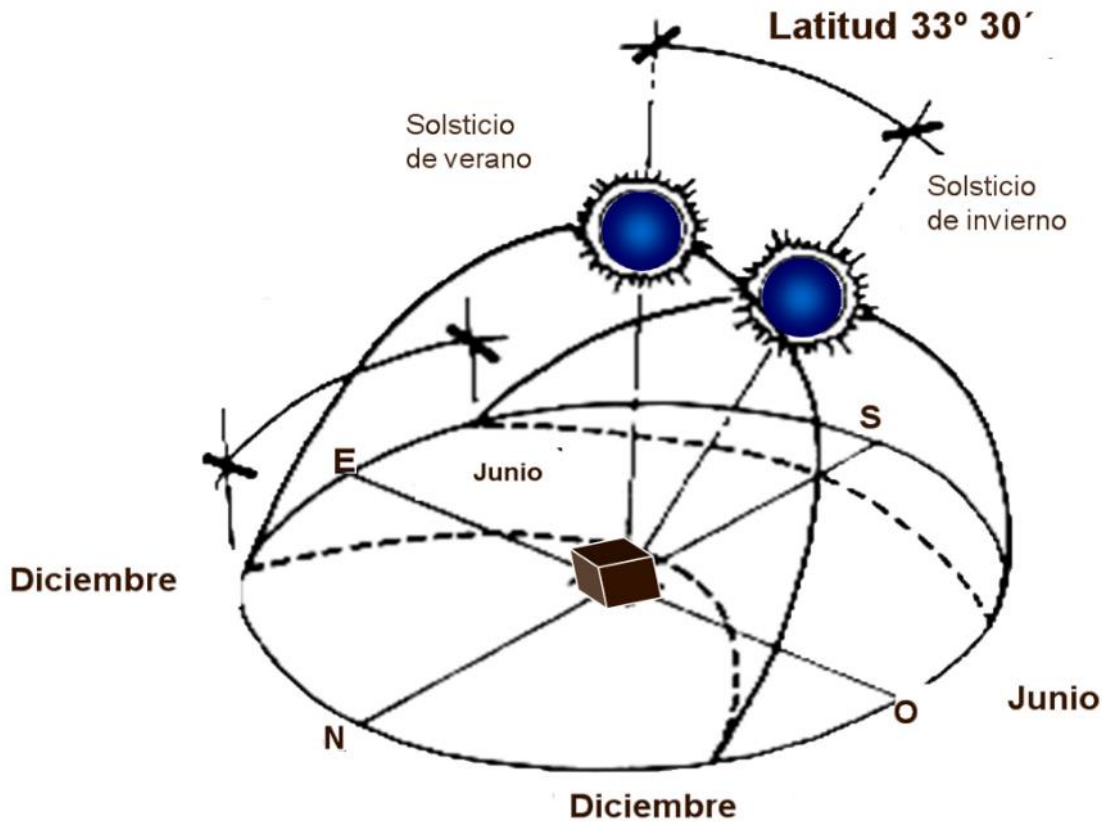 Latitud 33º 30´
Solsticio
de verano
Solsticio
de invierno
S
E
Junio
Diciembre
Junio
O
N
Diciembre